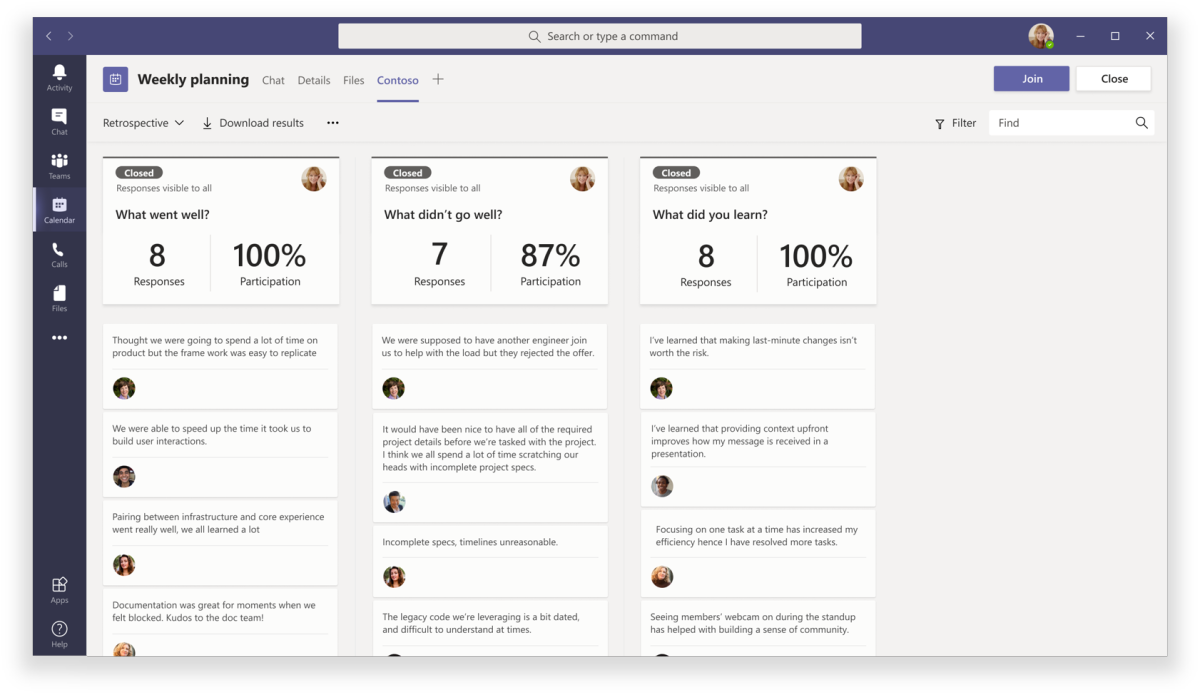 Search or type a command
Activity
Chat
Teams
Calendar
Calls
Files
Apps
Help
Weekly planning
Chat
Details
Files
Contoso
Join
Close
Retrospective
Download results
Filter
Find
Closed
Responses visible to all
What went well?
8
Responses
100%
Participation
Thought we were going to spend a lot of time on
product but the frame work was easy to replicate
We were able to speed up the time it took us to
build user interactions.
Pairing between infrastructure and core experience
went really well, we all learned a lot
Documentation was great for moments when we
felt blocked. Kudos to the doc team!
Closed
Responses visible to all
What didn't go well?
7
Responses
87%
Participation
We were supposed to have another engineer join
us to help with the load but they rejected the offer.
It would have been nice to have all of the required
project details before we're tasked with the project.
I think we all spend a lot of time scratching our
heads with incomplete project specs.
Incomplete specs, timelines unreasonable.
The legacy code we're leveraging is a bit dated,
and difficult to understand at times.
Closed
Responses visible to all
What did you learn?
8
Responses
100%
Participation
I've learned that making last-minute changes isn't
worth the risk.
I've learned that providing context upfront
improves how my message is received in a
presentation.
Focusing on one task at a time has increased my
efficiency hence I have resolved more tasks.
Seeing members' webcam on during the standup
has helped with building a sense of community.